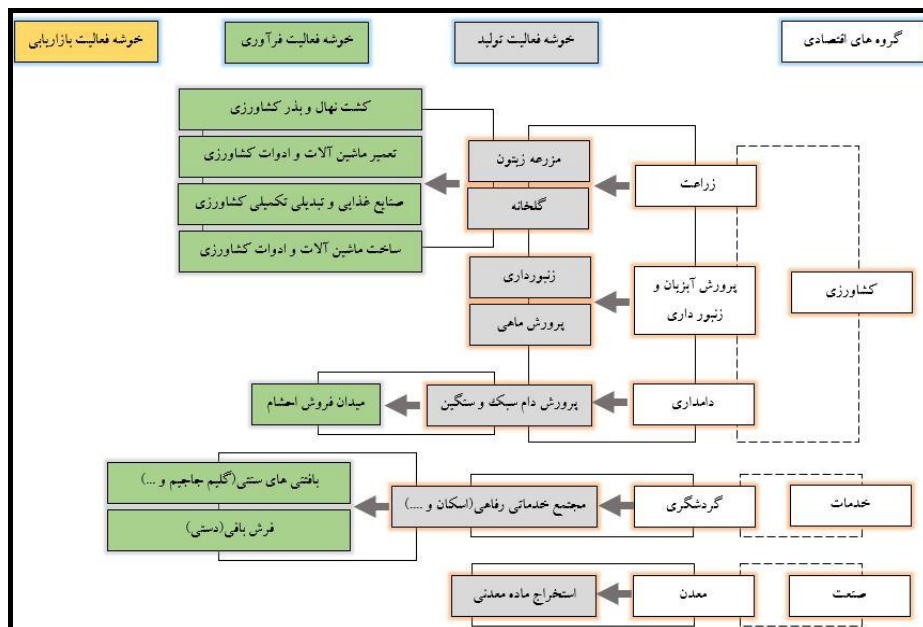 گروه های اقتصادی
خوشه فعالیت تولید
خوشه فعالیت فرآوری
خوشه فعالیت بازاریابی
کشاورزی
زراعت
مزرعه زیتون
گلخانه
کشت نهال و بذر کشاورزی
تعمیر ماشین آلات و ادوات کشاورزی
صنایع غذایی و تبدیلی تکمیلی کشاورزی
ساخت ماشین آلات و ادوات کشاورزی
پرورش آبزیان و
زنبور داری
زنبورداری
پرورش ماهی
دامداری
پرورش دام سبک و سنگین
میدان فروش احشام
خدمات
گردشگری
مجتمع خدماتی رفاهی(اسکان و ....)
بافتنی های سنتی(گلیم جاجیم و ...)
فرش بافی(دستی)
صنعت
معدن
استخراج ماده معدنی